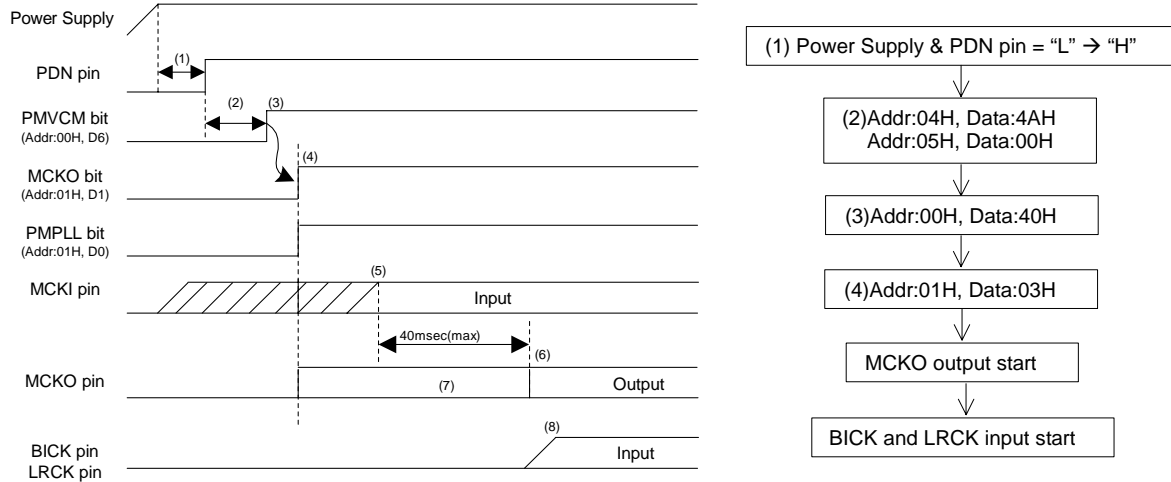 Power Supply
(1)
PDN pin
(2)
(3)
PMVCM bit
(Addr:00H, D6)
(4)
MCKO bit
(Addr:01H, D1)
PMPLL bit
(Addr:01H, D0)
(5)
MCKI pin
Input
40msec(max)
(6)
MCKO pin
(7)
Output
(8)
BICK pin
LRCK pin
Input
(1) Power Supply & PDN pin = “L” → “H”
(2)Addr:04H, Data:4AH
Addr:05H, Data:00H
(3)Addr:00H, Data:40H
(4)Addr:01H, Data:03H
MCKO output start
BICK and LRCK input start